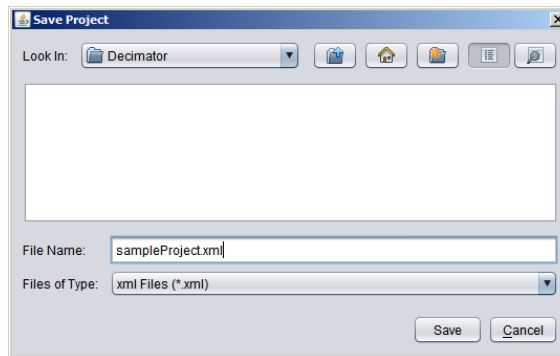 Save Project
Look In: Decimator
File Name: sampleProject.xml
Files of Type: xml Files (*.xml)
Save Cancel